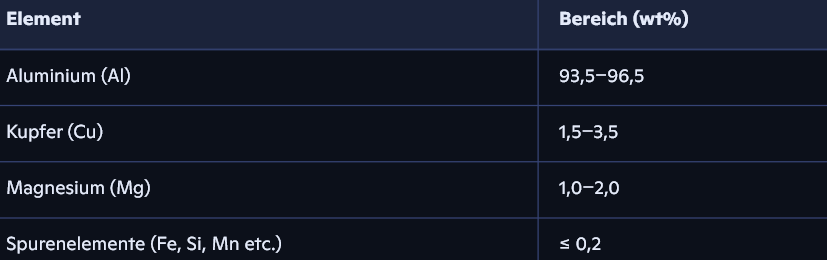 Element Bereich (wt%)
Aluminium (Al) 93,5–96,5
Kupfer (Cu) 1,5–3,5
Magnesium (Mg) 1,0–2,0
Spurenelemente (Fe, Si, Mn etc.) ≤ 0,2